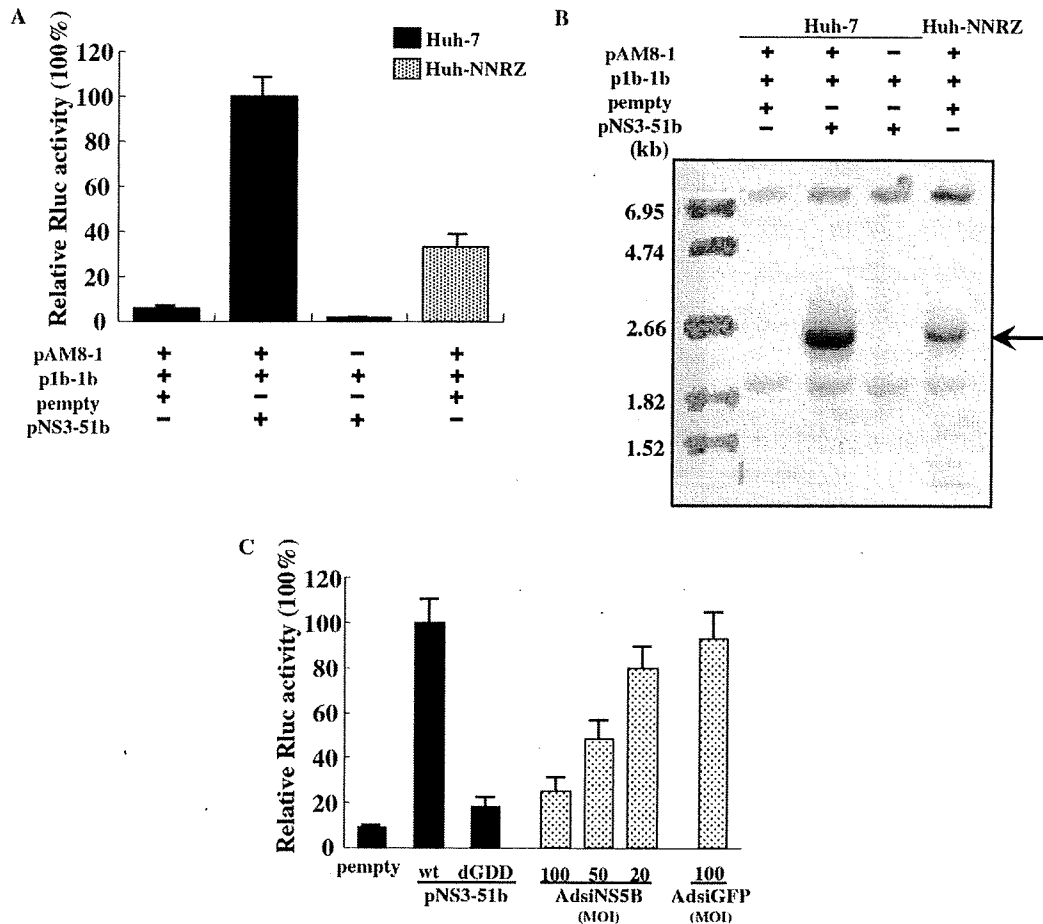 A
Relative Rluc activity (100%)
120
100
80
60
40
20
0
Huh-7
Huh-NNRZ
pAM8-1 + + − +
p1b-1b + + + +
pempty + − − +
pNS3-51b − + + −
B
Huh-7 Huh-NNRZ
pAM8-1 + + − +
p1b-1b + + + +
pempty + − − +
pNS3-51b − + + −
(kb)
6.95
4.74
2.66
1.82
1.52
C
Relative Rluc activity (100%)
120
100
80
60
40
20
0
pempty wt dGDD 100 50 20 100
pNS3-51b AdsiNS5B AdsiGFP
(MOI) (MOI)